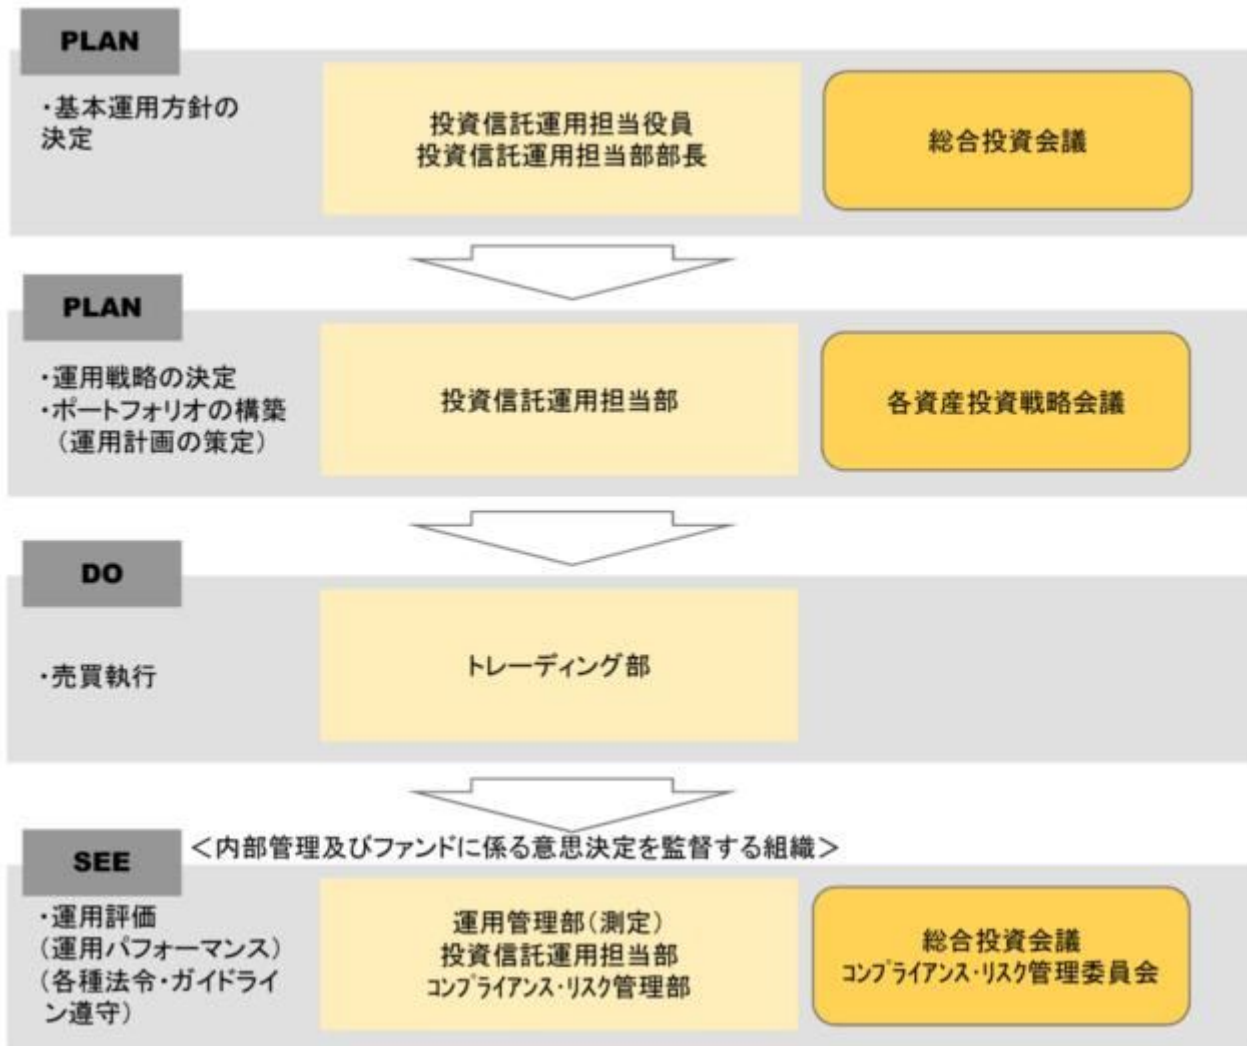 PLAN
・基本運用方針の
決定
投資信託運用担当役員
投資信託運用担当部部長
総合投資会議
PLAN
・運用戦略の決定
・ポートフォリオの構築
（運用計画の策定）
投資信託運用担当部
各資産投資戦略会議
DO
・売買執行
トレーディング部
SEE
＜内部管理及びファンドに係る意思決定を監督する組織＞
・運用評価
（運用パフォーマンス）
（各種法令・ガイドライ
ン遵守）
運用管理部（測定）
投資信託運用担当部
ｺﾝﾌﾟﾗｲｱﾝｽ・ﾘｽｸ管理部
総合投資会議
ｺﾝﾌﾟﾗｲｱﾝｽ・ﾘｽｸ管理委員会